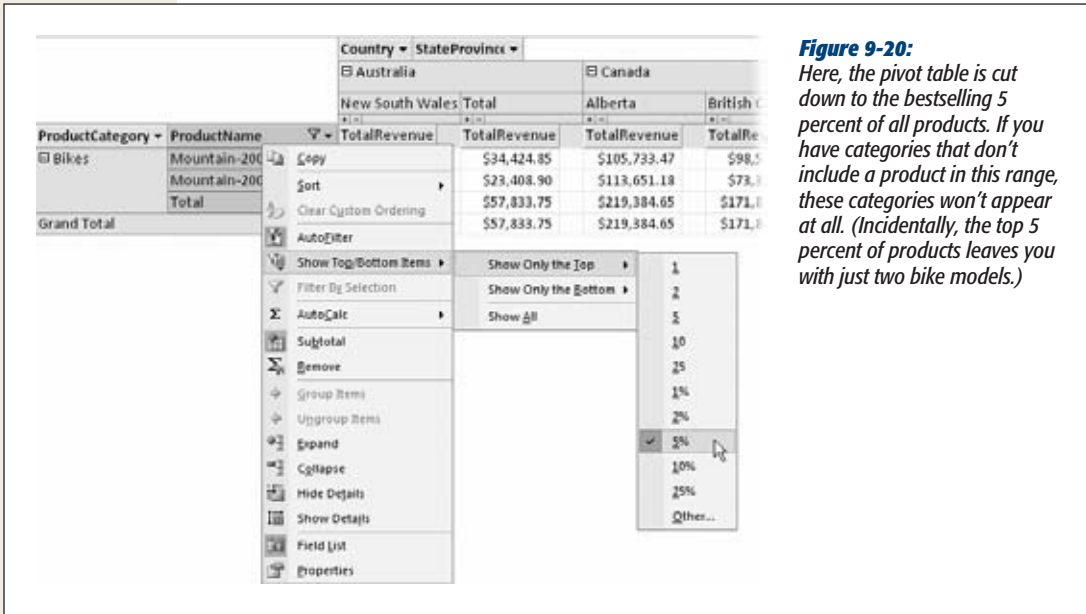 Country StateProvince
Australia Canada
New South Wales Total Alberta British
ProductCategory ProductName TotalRevenue TotalRevenue TotalRevenue
Bikes Mountain-200 $34,424.85 $105,733.47
Mountain-200 $23,408.90 $113,651.18
Total $57,833.75 $219,384.65
Grand Total $57,833.75 $219,384.65
Copy
Sort
Clear Custom Ordering
AutoFilter
Show Top/Bottom Items
Filter By Selection
AutoCalc
Subtotal
Remove
Group Items
Ungroup Items
Expand
Collapse
Hide Details
Show Details
Field List
Properties
Show Only the Top
Show Only the Bottom
Show All
1
2
5
10
25
1%
2%
5%
10%
25%
Other...
Figure 9-20:
Here, the pivot table is cut
down to the bestselling 5
percent of all products. If you
have categories that don’t
include a product in this range,
these categories won’t appear
at all. (Incidentally, the top 5
percent of products leaves you
with just two bike models.)